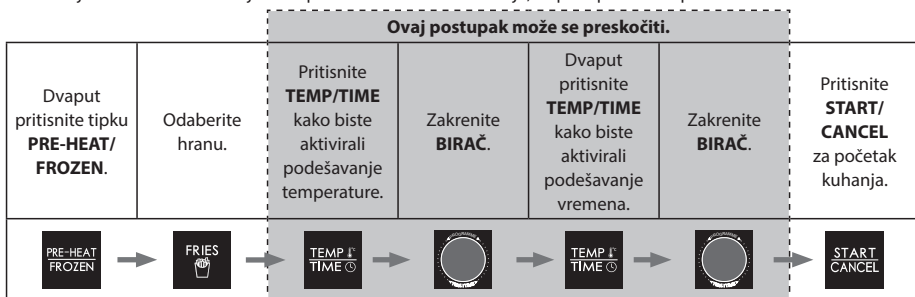 Ovaj postupak može se preskočiti.
Dvaput
pritisnite tipku
PRE-HEAT/
FROZEN.
Odaberite
hranu.
Pritisnite
TEMP/TIME
kako biste
aktivirali
podešavanje
temperature.
Zakrenite
BIRAČ.
Dvaput
pritisnite
TEMP/TIME
kako biste
aktivirali
podešavanje
vremena.
Zakrenite
BIRAČ.
Pritisnite
START/
CANCEL
za početak
kuhanja.
PRE-HEAT
FROZEN
FRIES
TEMP
TIME
TEMP
TIME
START
CANCEL